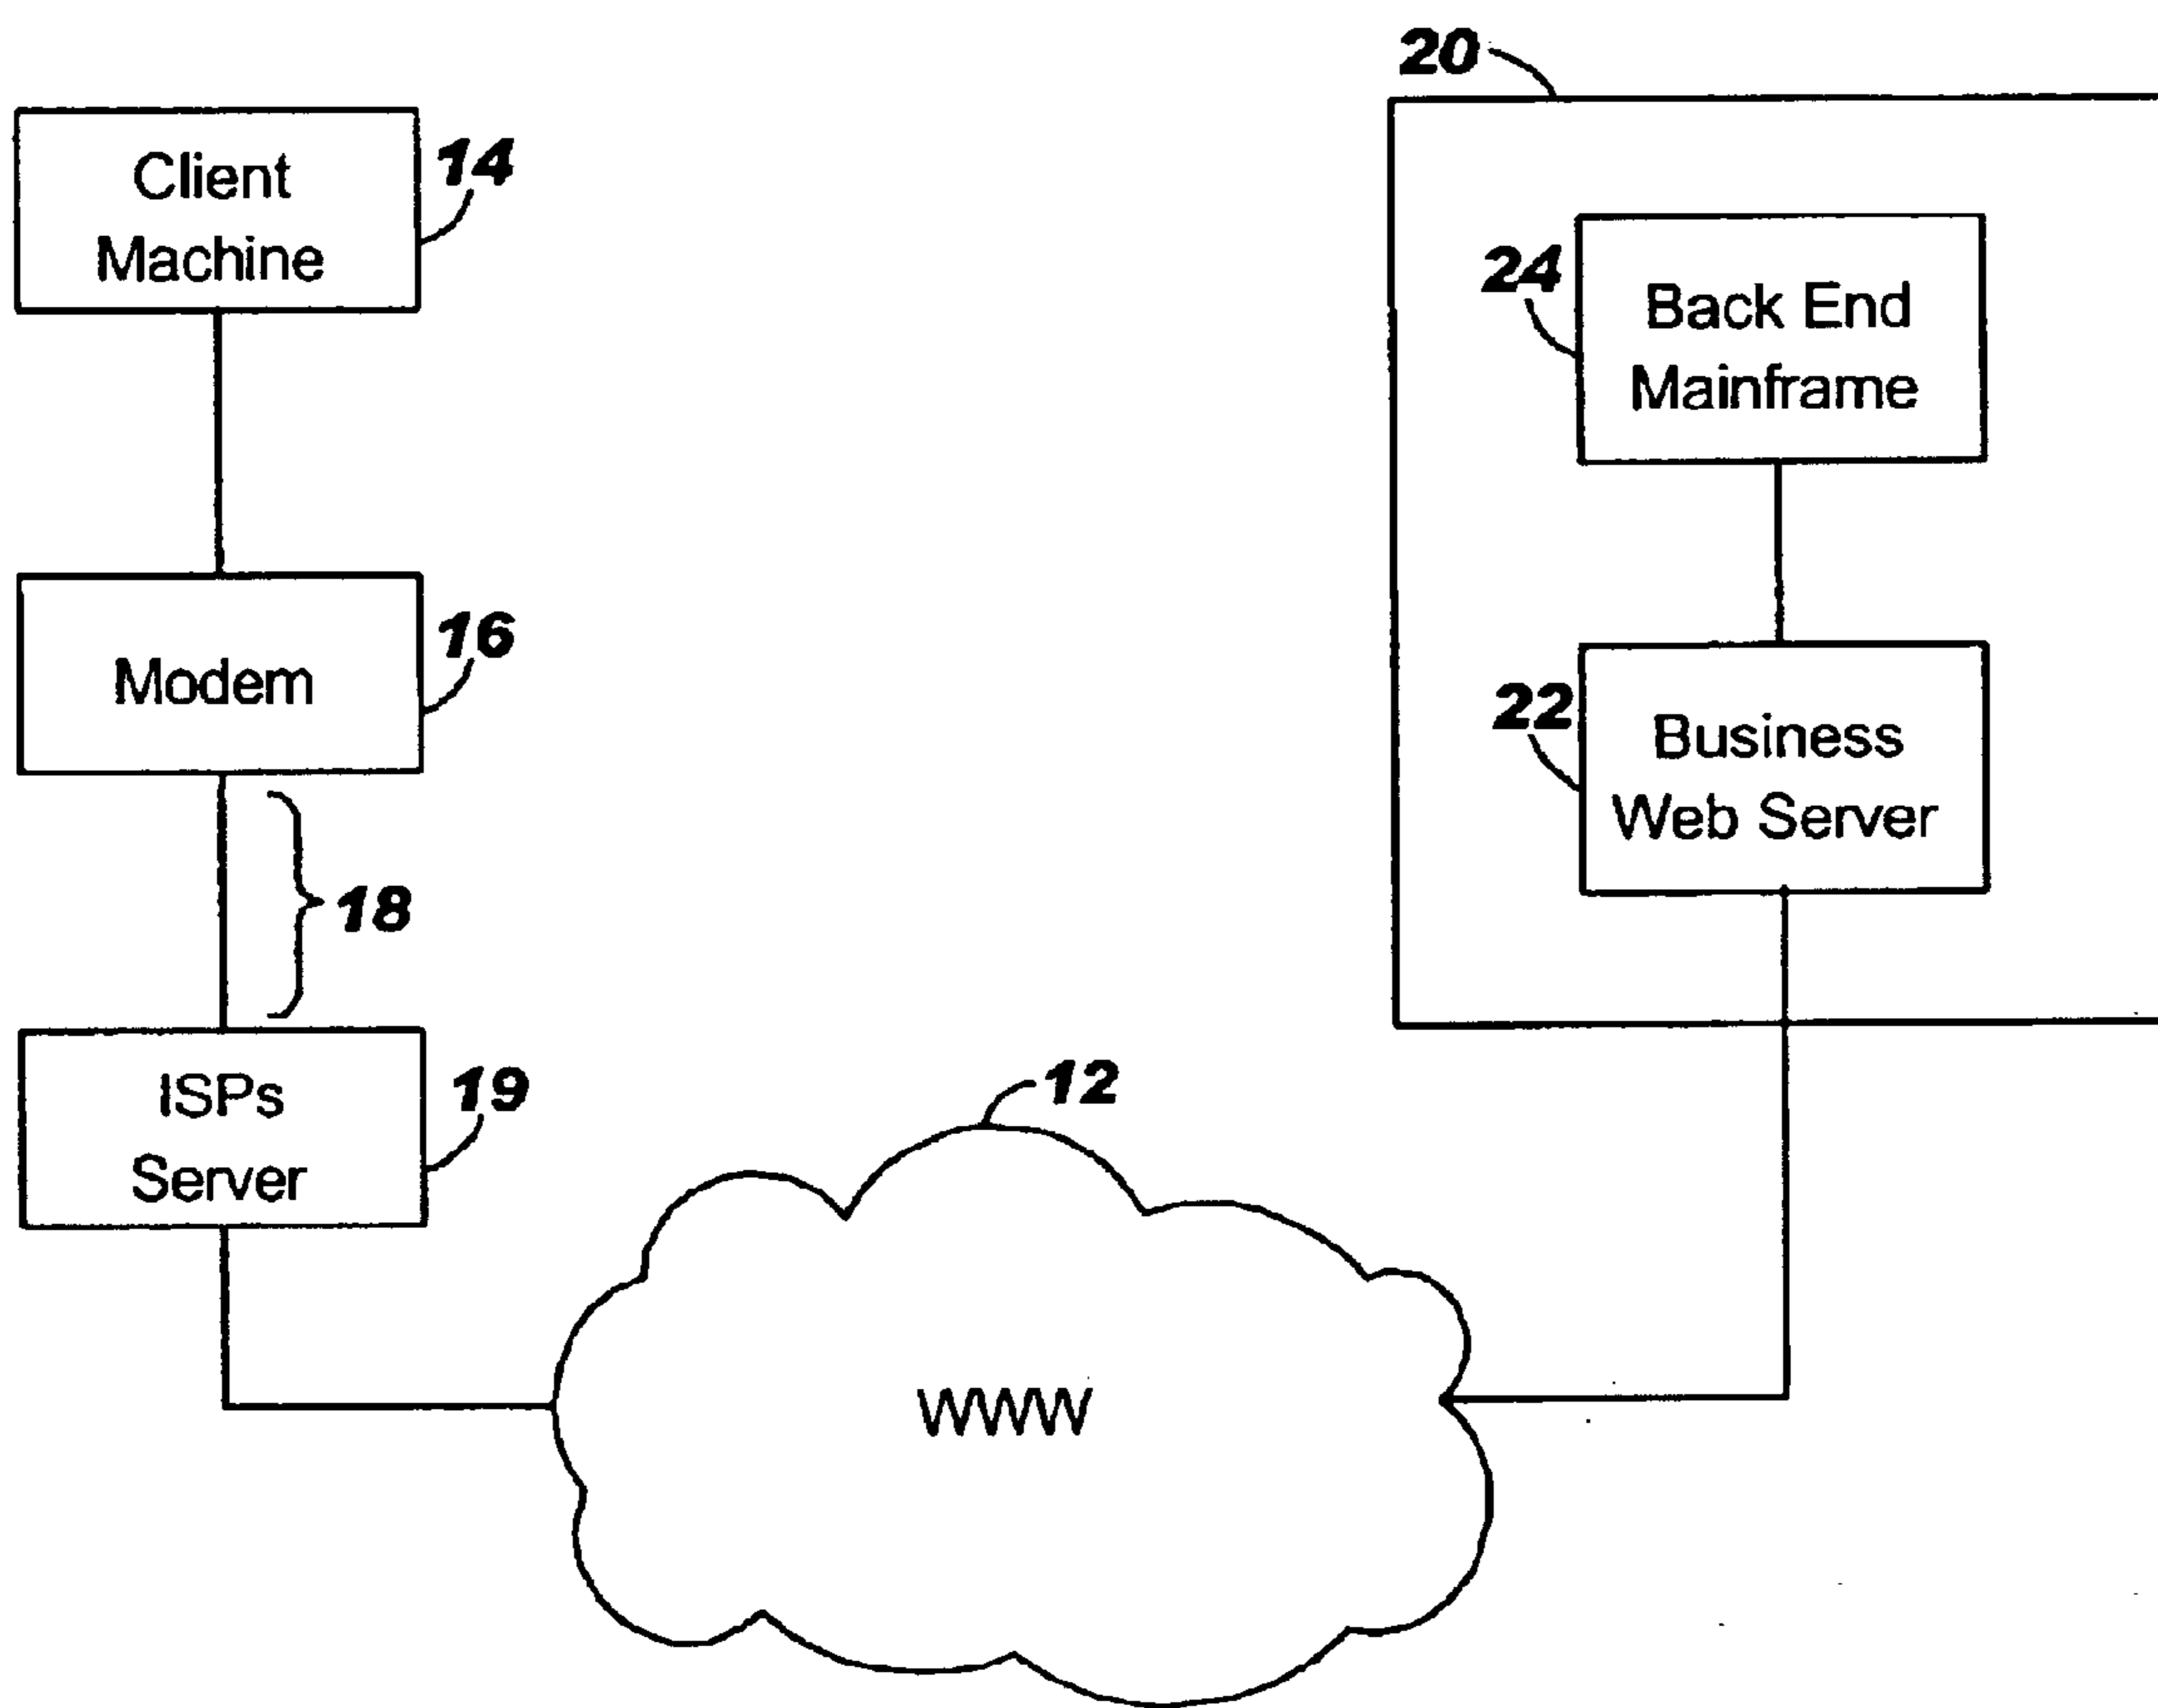 Client
Machine
14
Modem
16
18
ISPs
Server
19
12
WWW
20
24
Back End
Mainframe
22
Business
Web Server